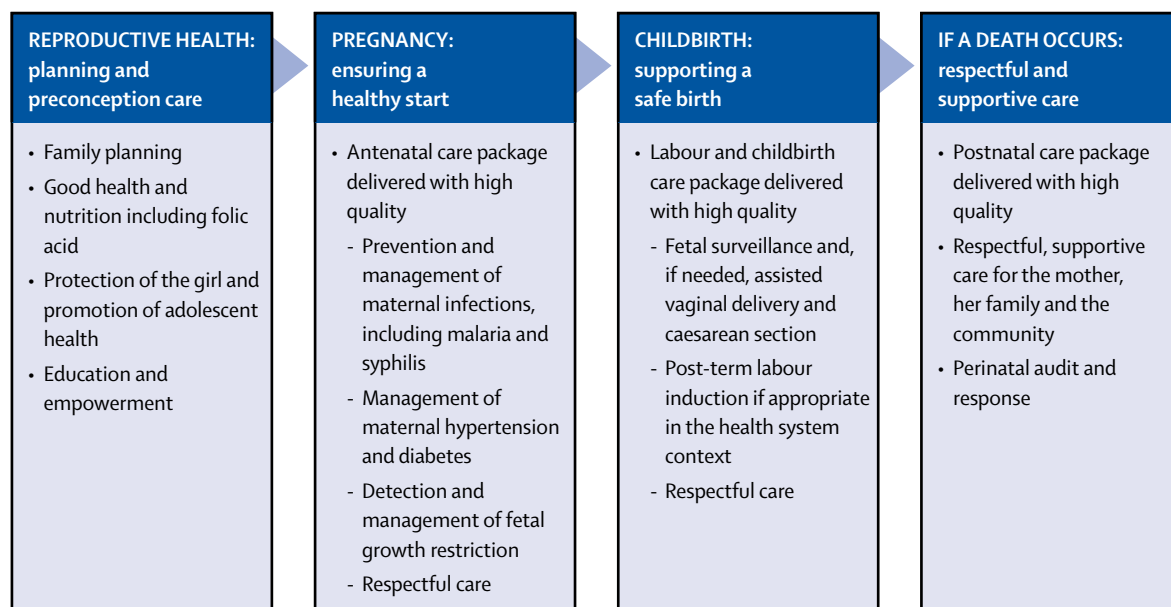 REPRODUCTIVE HEALTH:
planning and
preconception care
• Family planning
• Good health and
nutrition including folic
acid
• Protection of the girl and
promotion of adolescent
health
• Education and
empowerment
PREGNANCY:
ensuring a
healthy start
• Antenatal care package
delivered with high
quality
- Prevention and
management of
maternal infections,
including malaria and
syphilis
- Management of
maternal hypertension
and diabetes
- Detection and
management of fetal
growth restriction
- Respectful care
CHILDBIRTH:
supporting a
safe birth
• Labour and childbirth
care package delivered
with high quality
- Fetal surveillance and,
if needed, assisted
vaginal delivery and
caesarean section
- Post-term labour
induction if appropriate
in the health system
context
- Respectful care
IF A DEATH OCCURS:
respectful and
supportive care
• Postnatal care package
delivered with high
quality
• Respectful, supportive
care for the mother,
her family and the
community
• Perinatal audit and
response